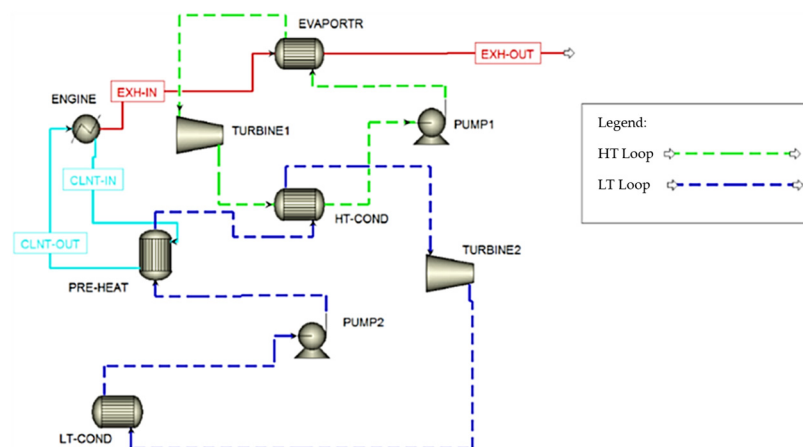 EVAPORTR
EXH-OUT
EXH-IN
ENGINE
TURBINE1
PUMP1
Legend:
HT Loop
LT Loop
CLNT-IN
HT-COND
CLNT-OUT
TURBINE2
PRE-HEAT
PUMP2
LT-COND